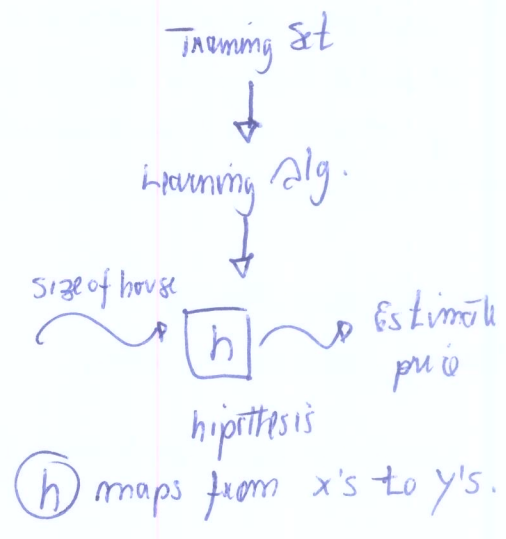 Training Set
Learning Alg.
Size of house
h
Estimate
price
hipothesis
h maps from x's to y's.